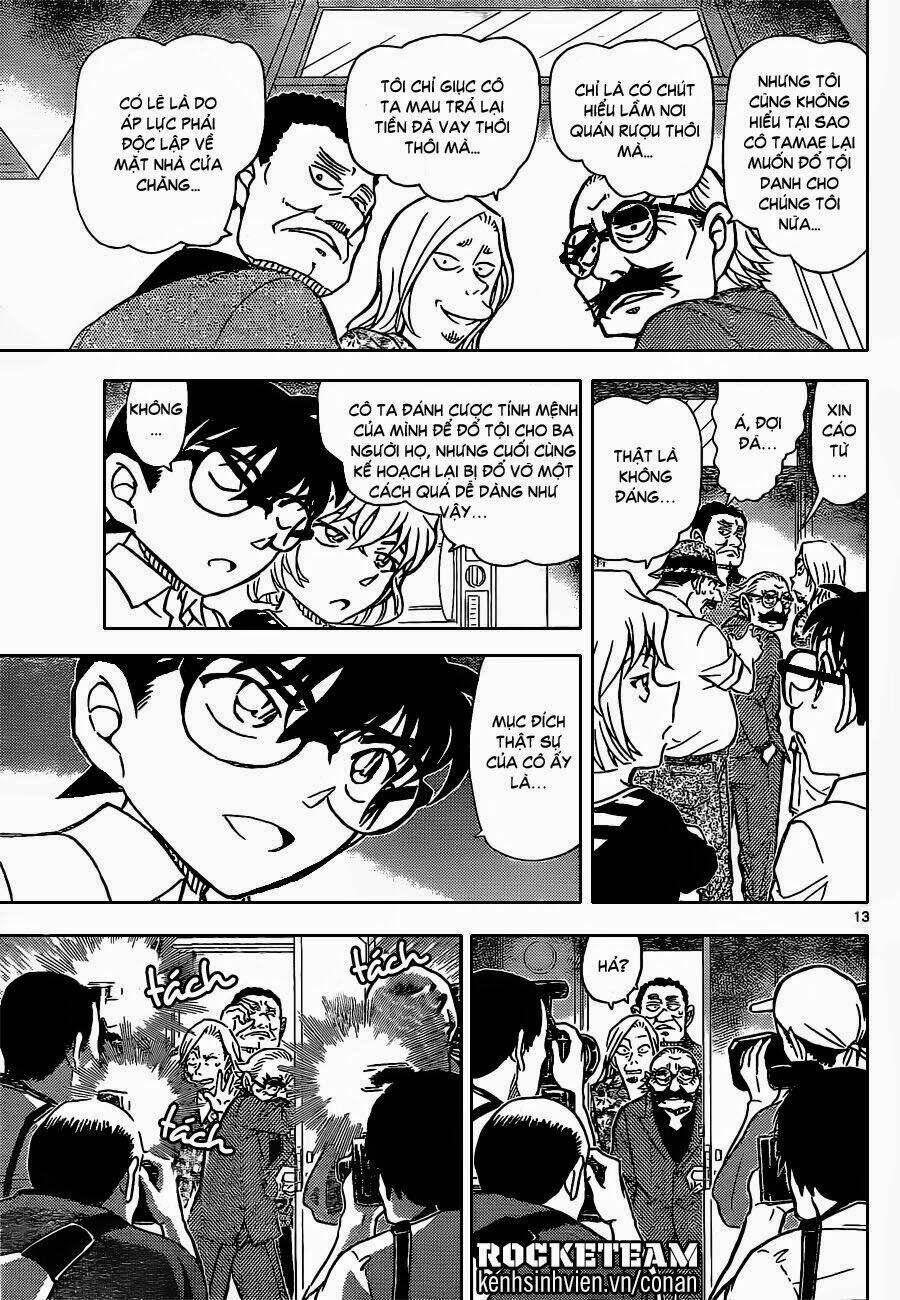 NHƯNG TÔI
CŨNG KHÔNG
HIỂU TẠI SAO
CÔ TAMAE LẠI
MUỐN ĐỔ TỘI
DANH CHO
CHÚNG TÔI
NỮA...
CHỈ LÀ CÓ CHÚT
HIỂU LẦM NƠI
QUÁN RƯỢU THÔI
MÀ...
TÔI CHỈ GIỤC CÔ
TA MAU TRẢ LẠI
TIỀN ĐÃ VAY THÔI
THÔI MÀ...
CÓ LẼ LÀ DO
ÁP LỰC PHẢI
ĐỘC LẬP VỀ
MẶT NHÀ CỬA
CHĂNG...
XIN
CÁO
TỪ
...
Á, ĐỢI
ĐÃ...
THẬT LÀ
KHÔNG
ĐÁNG...
CÔ TA ĐÁNH CƯỢC TÍNH MỆNH
CỦA MÌNH ĐỂ ĐỔ TỘI CHO BA
NGƯỜI HỌ, NHƯNG CUỐI CÙNG
KẾ HOẠCH LẠI BỊ ĐỔ VỠ MỘT
CÁCH QUÁ DỄ DÀNG NHƯ
VẬY...
KHÔNG
...
MỤC ĐÍCH
THẬT SỰ
CỦA CÔ ẤY
LÀ...
13
HẢ?
tách
tách
tách
ROCKETEAM
kenhsinhvien.vn/conan